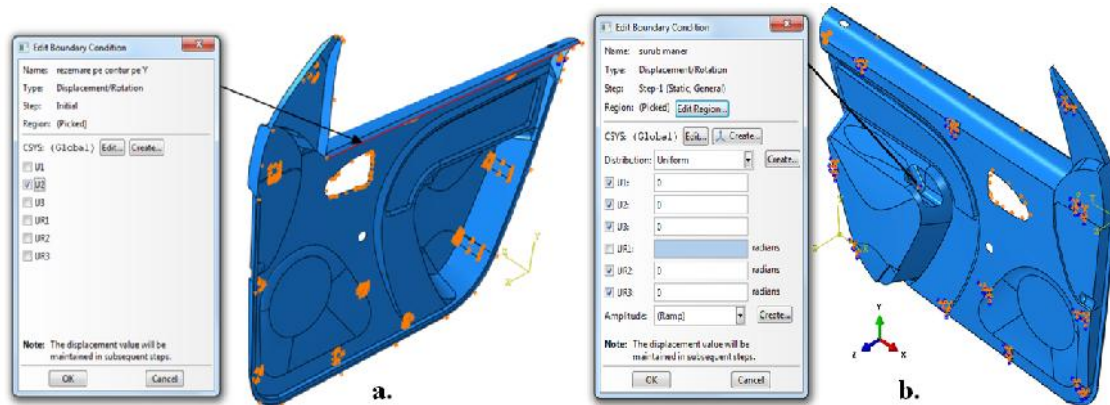 Edit Boundary Condition
Name: rezemare pe contur pe Y
Type: Displacement/Rotation
Step: Initial
Region: (Picked)
CSYS: (Global) Edit... Create...
U1
U2
U3
UR1
UR2
UR3
Note: The displacement value will be
maintained in subsequent steps.
OK Cancel
a.
Edit Boundary Condition
Name: surub maner
Type: Displacement/Rotation
Step: Step-1 (Static, General)
Region: (Picked) Edit Region...
CSYS: (Global) Edit... Create...
Distribution: Uniform Create...
U1: 0
U2: 0
U3: 0
UR1: radians
UR2: 0 radians
UR3: 0 radians
Amplitude: (Ramp) Create...
Note: The displacement value will be
maintained in subsequent steps.
OK Cancel
Y
Z X
b.